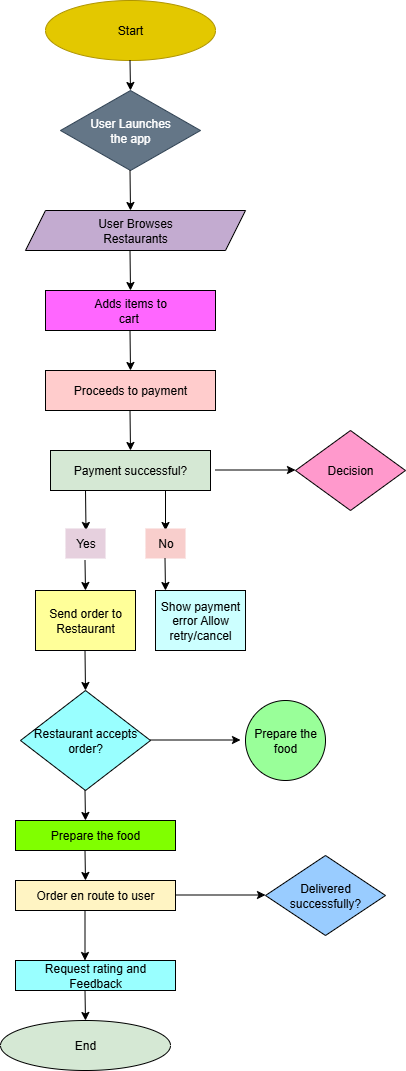 Start
User Launches
the app
User Browses
Restaurants
Adds items to
cart
Proceeds to payment
Payment successful?
Decision
Yes
No
Send order to
Restaurant
Show payment
error Allow
retry/cancel
Restaurant accepts
order?
Prepare the
food
Prepare the food
Order en route to user
Delivered
successfully?
Request rating and
Feedback
End